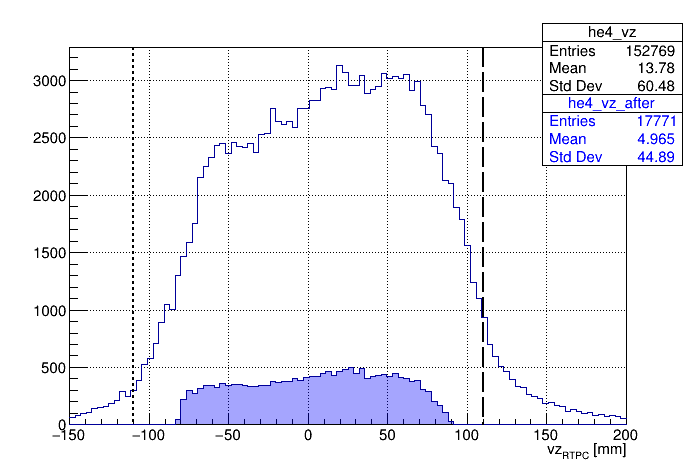 he4_vz
Entries 152769
Mean 13.78
Std Dev 60.48
he4_vz_after
Entries 17771
Mean 4.965
Std Dev 44.89
3000
2500
2000
1500
1000
500
0
−150 −100 −50 0 50 100 150 200
vz_RTPC [mm]